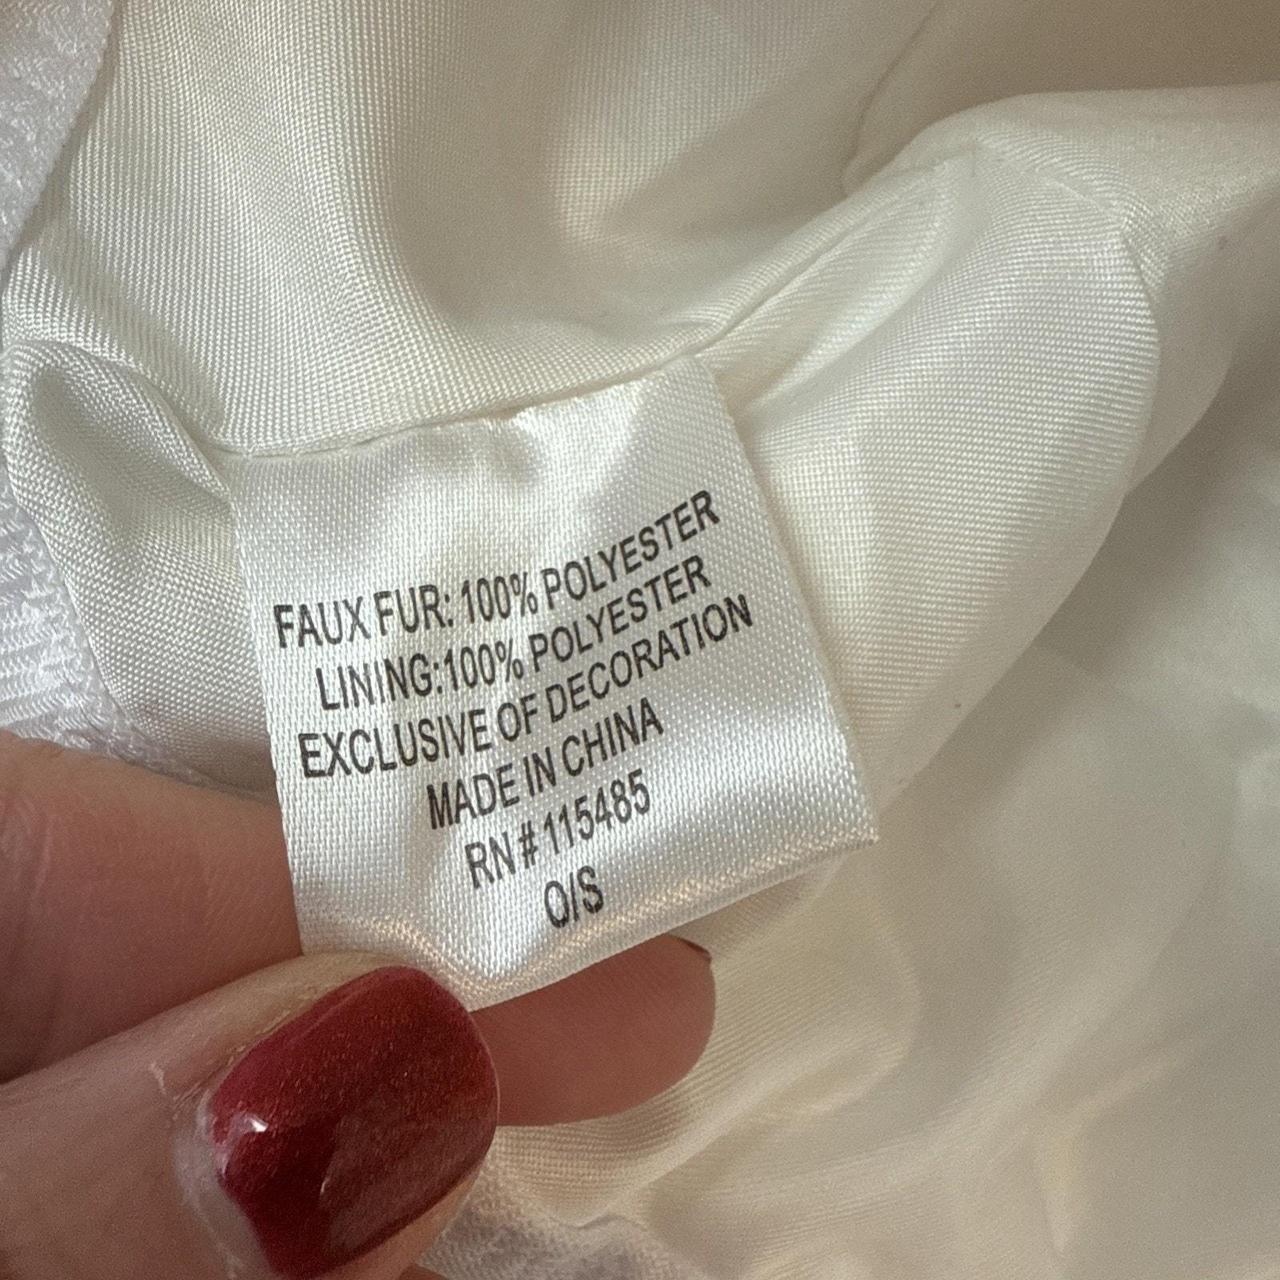 FAUX FUR: 100% POLYESTER
LINING:100% POLYESTER
EXCLUSIVE OF DECORATION
MADE IN CHINA
RN # 115485
O/S